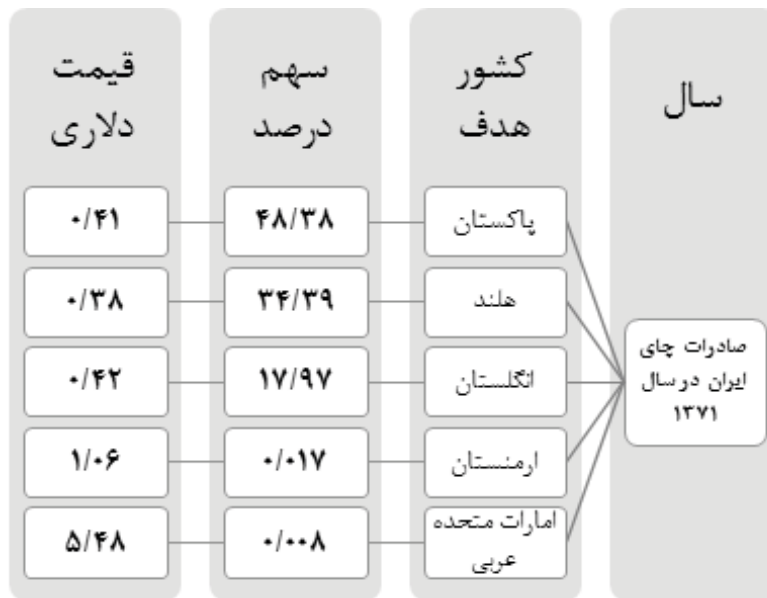 سال
کشور
هدف
سهم
درصد
قیمت
دلاری
صادرات چای
ایران در سال
۱۳۷۱
پاکستان
۴۸/۳۸
۰/۴۱
هلند
۳۴/۳۹
۰/۳۸
انگلستان
۱۷/۹۷
۰/۴۲
ارمنستان
۰/۰۱۷
۱/۰۶
امارات متحده
عربی
۰/۰۰۸
۵/۴۸